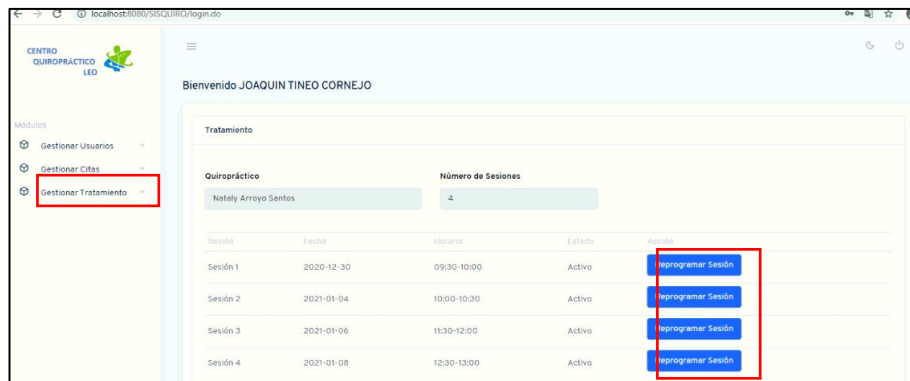 localhost:8080/SISQUIRO/login.do
CENTRO
QUIROPRÁCTICO
LEO
Bienvenido JOAQUIN TINEO CORNEJO
Módulos
Gestionar Usuarios
Gestionar Citas
Gestionar Tratamiento
Tratamiento
Quiropráctico Número de Sesiones
Nataly Arroyo Santos 4
Sesión Fecha Horario Estado Acción
Sesión 1 2020-12-30 09:30-10:00 Activo Reprogramar Sesión
Sesión 2 2021-01-04 10:00-10:30 Activo Reprogramar Sesión
Sesión 3 2021-01-06 11:30-12:00 Activo Reprogramar Sesión
Sesión 4 2021-01-08 12:30-13:00 Activo Reprogramar Sesión